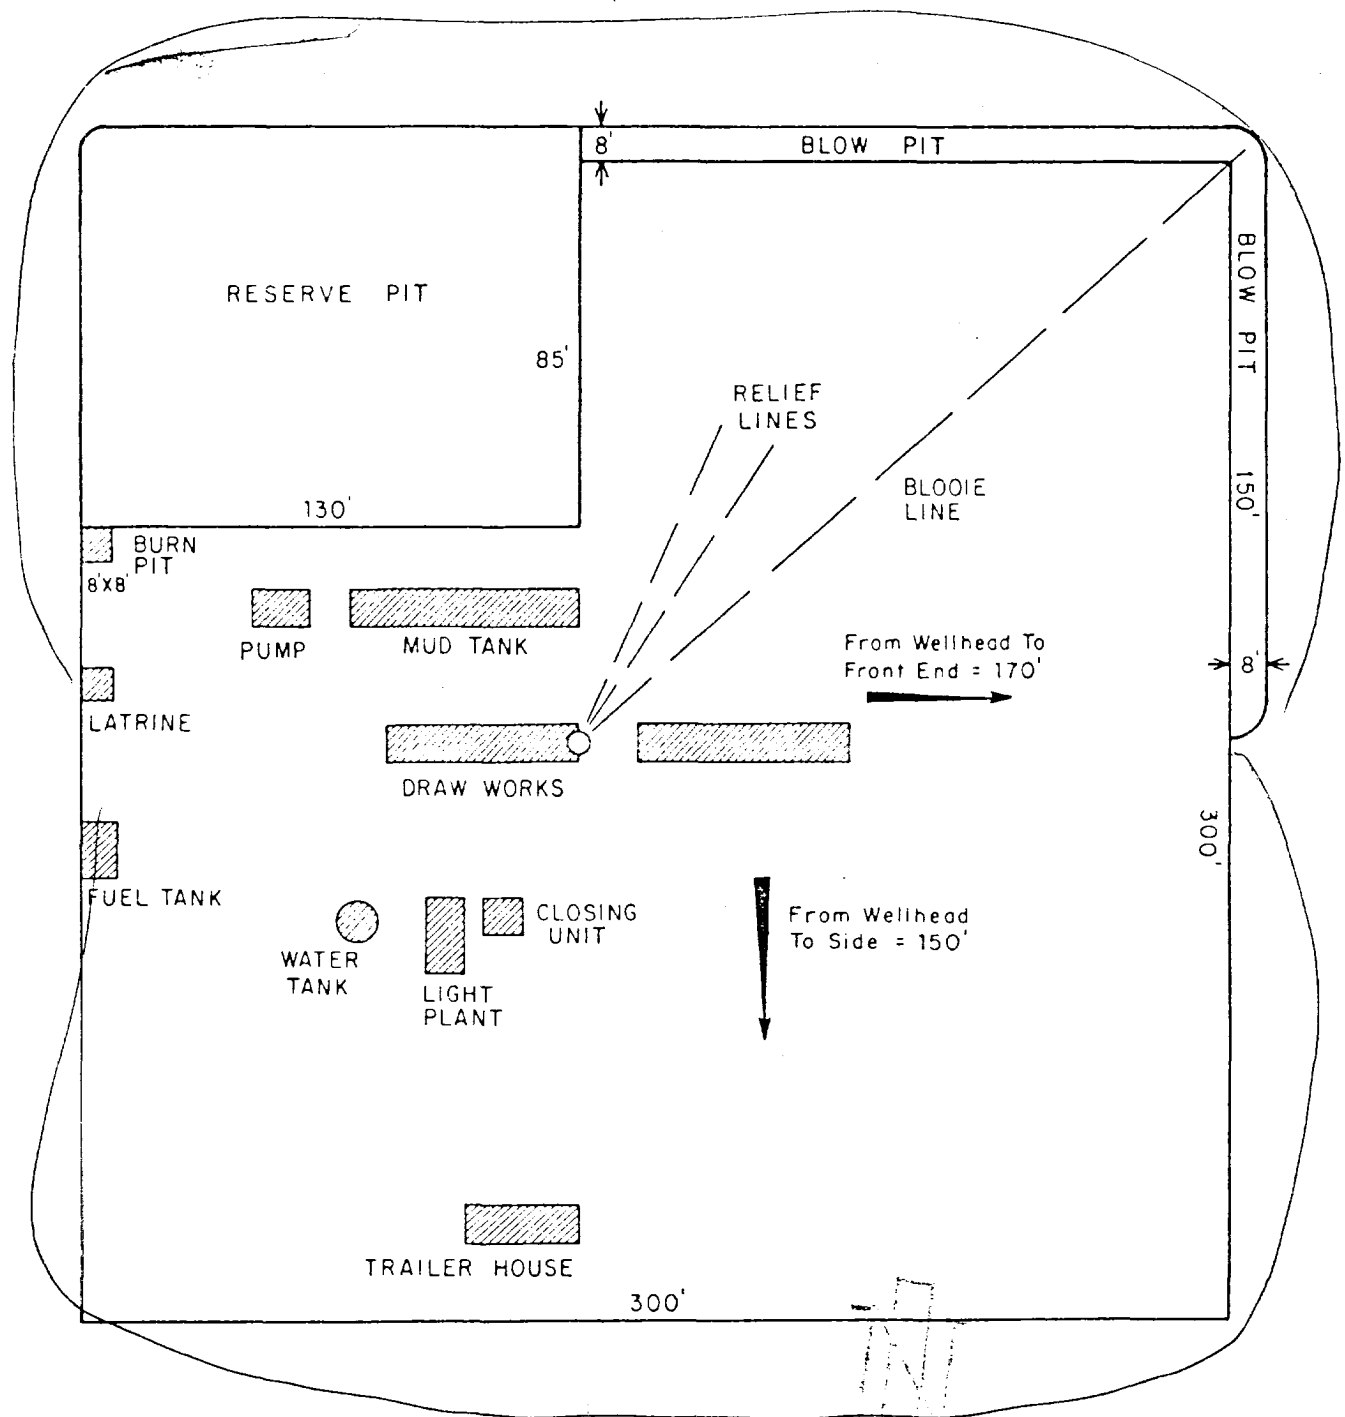 8'
BLOW PIT
BLOW PIT
RESERVE PIT
85'
RELIEF
LINES
130'
BLOOIE
LINE
150'
BURN
PIT
8'X8'
PUMP
MUD TANK
From Wellhead To
Front End = 170'
8'
LATRINE
DRAW WORKS
300'
FUEL TANK
CLOSING
UNIT
From Wellhead
To Side = 150'
WATER
TANK
LIGHT
PLANT
TRAILER HOUSE
300'